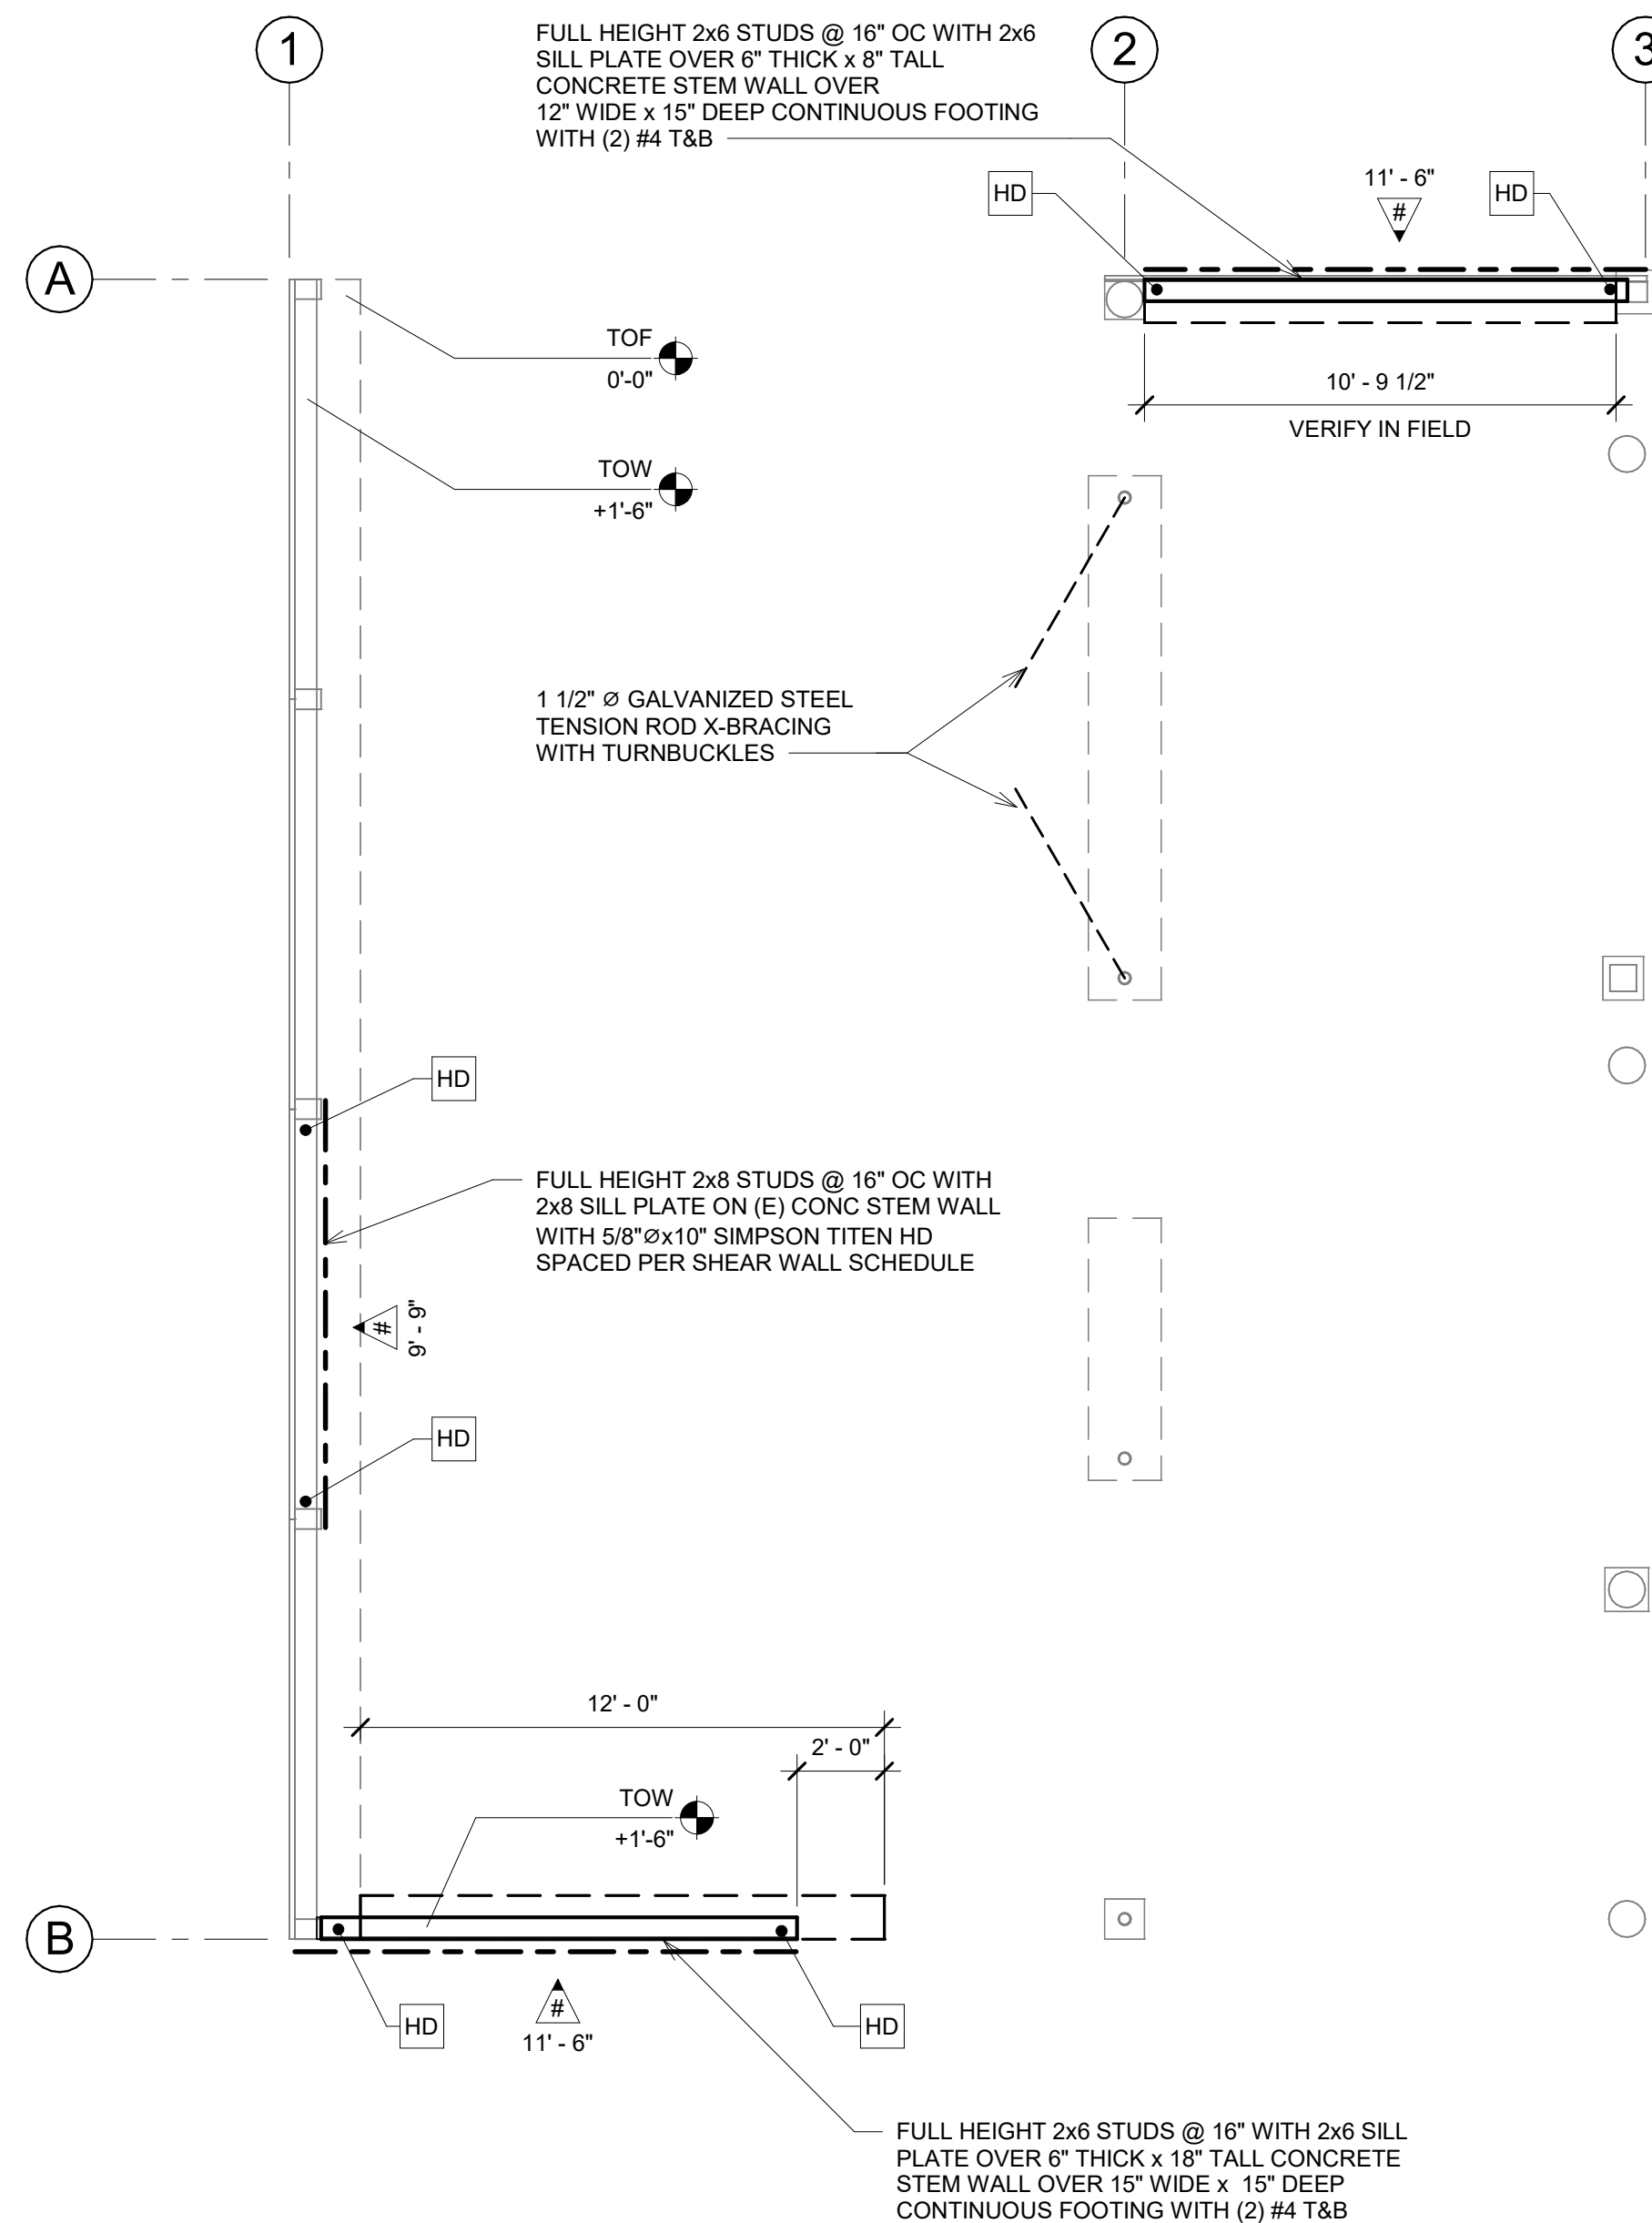 1
2
3
FULL HEIGHT 2x6 STUDS @ 16" OC WITH 2x6
SILL PLATE OVER 6" THICK x 8" TALL
CONCRETE STEM WALL OVER
12" WIDE x 15" DEEP CONTINUOUS FOOTING
WITH (2) #4 T&B
HD
11' - 6"
#
HD
A
TOF
0'-0"
10' - 9 1/2"
VERIFY IN FIELD
TOW
+1'-6"
1 1/2" Ø GALVANIZED STEEL
TENSION ROD X-BRACING
WITH TURNBUCKLES
HD
FULL HEIGHT 2x8 STUDS @ 16" OC WITH
2x8 SILL PLATE ON (E) CONC STEM WALL
WITH 5/8"Øx10" SIMPSON TITEN HD
SPACED PER SHEAR WALL SCHEDULE
#
9' - 9"
HD
12' - 0"
2' - 0"
TOW
+1'-6"
B
HD
#
11' - 6"
HD
FULL HEIGHT 2x6 STUDS @ 16" WITH 2x6 SILL
PLATE OVER 6" THICK x 18" TALL CONCRETE
STEM WALL OVER 15" WIDE x 15" DEEP
CONTINUOUS FOOTING WITH (2) #4 T&B